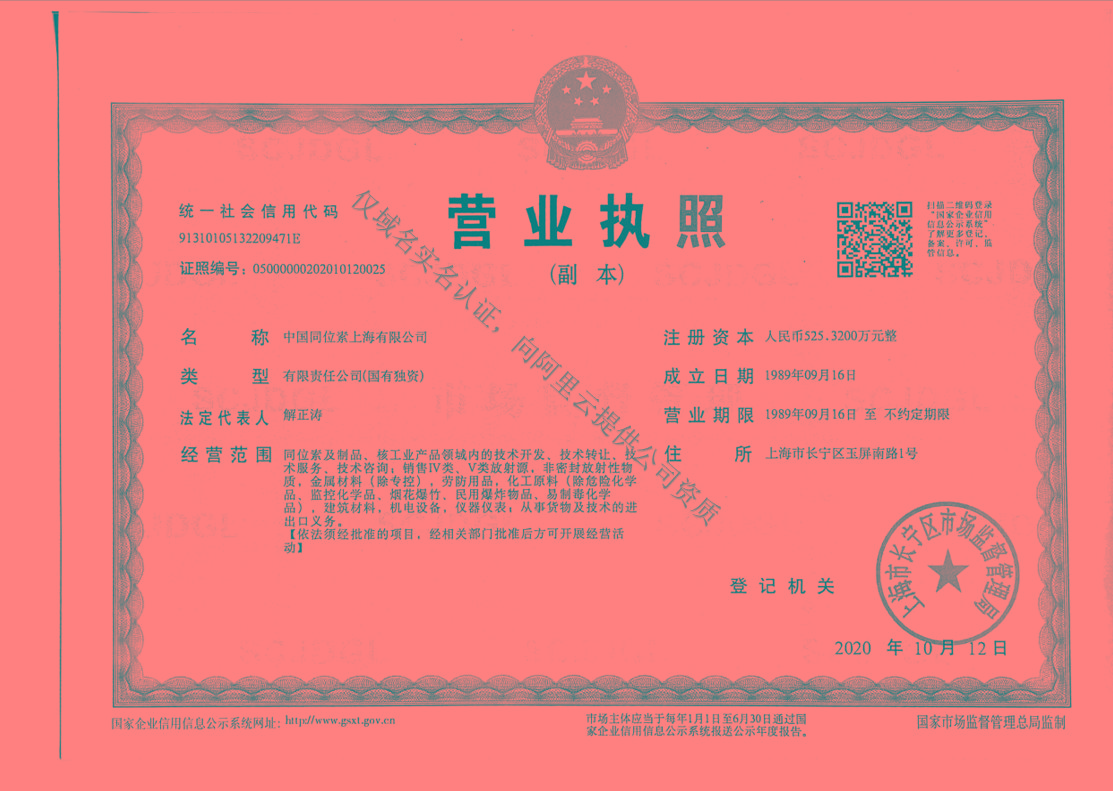 统一社会信用代码
91310105132209471E
证照编号：05000000202010120025
营业执照
（副 本）
扫描二维码登录
“国家企业信用
信息公示系统”
了解更多登记、
备案、许可、监
管信息。
仅域名实名认证，向阿里云提供公司资质
名 称 中国同位素上海有限公司
类 型 有限责任公司(国有独资)
法定代表人 解正涛
经营范围 同位素及制品、核工业产品领域内的技术开发、技术转让、技
术服务、技术咨询；销售IV类、V类放射源，非密封放射性物
质，金属材料（除专控），劳防用品，化工原料（除危险化学
品、监控化学品、烟花爆竹、民用爆炸物品、易制毒化学
品），建筑材料，机电设备，仪器仪表；从事货物及技术的进
出口义务。
【依法须经批准的项目，经相关部门批准后方可开展经营活
动】
注册资本 人民币525.3200万元整
成立日期 1989年09月16日
营业期限 1989年09月16日 至 不约定期限
住 所 上海市长宁区玉屏南路1号
登记机关
上海市长宁区市场监督管理局
2020 年 10 月 12 日
国家企业信用信息公示系统网址：http://www.gsxt.gov.cn
市场主体应当于每年1月1日至6月30日通过国
家企业信用信息公示系统报送公示年度报告。
国家市场监督管理总局监制